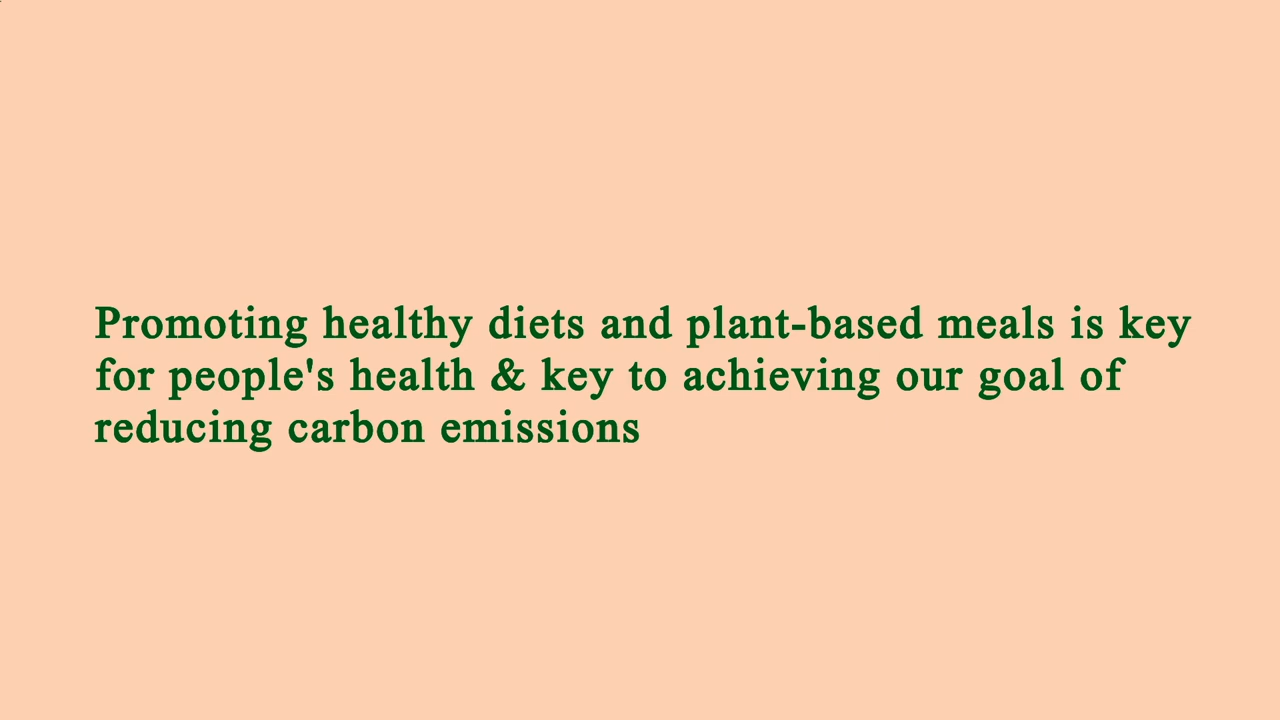 Promoting healthy diets and plant-based meals is key
for people's health & key to achieving our goal of
reducing carbon emissions